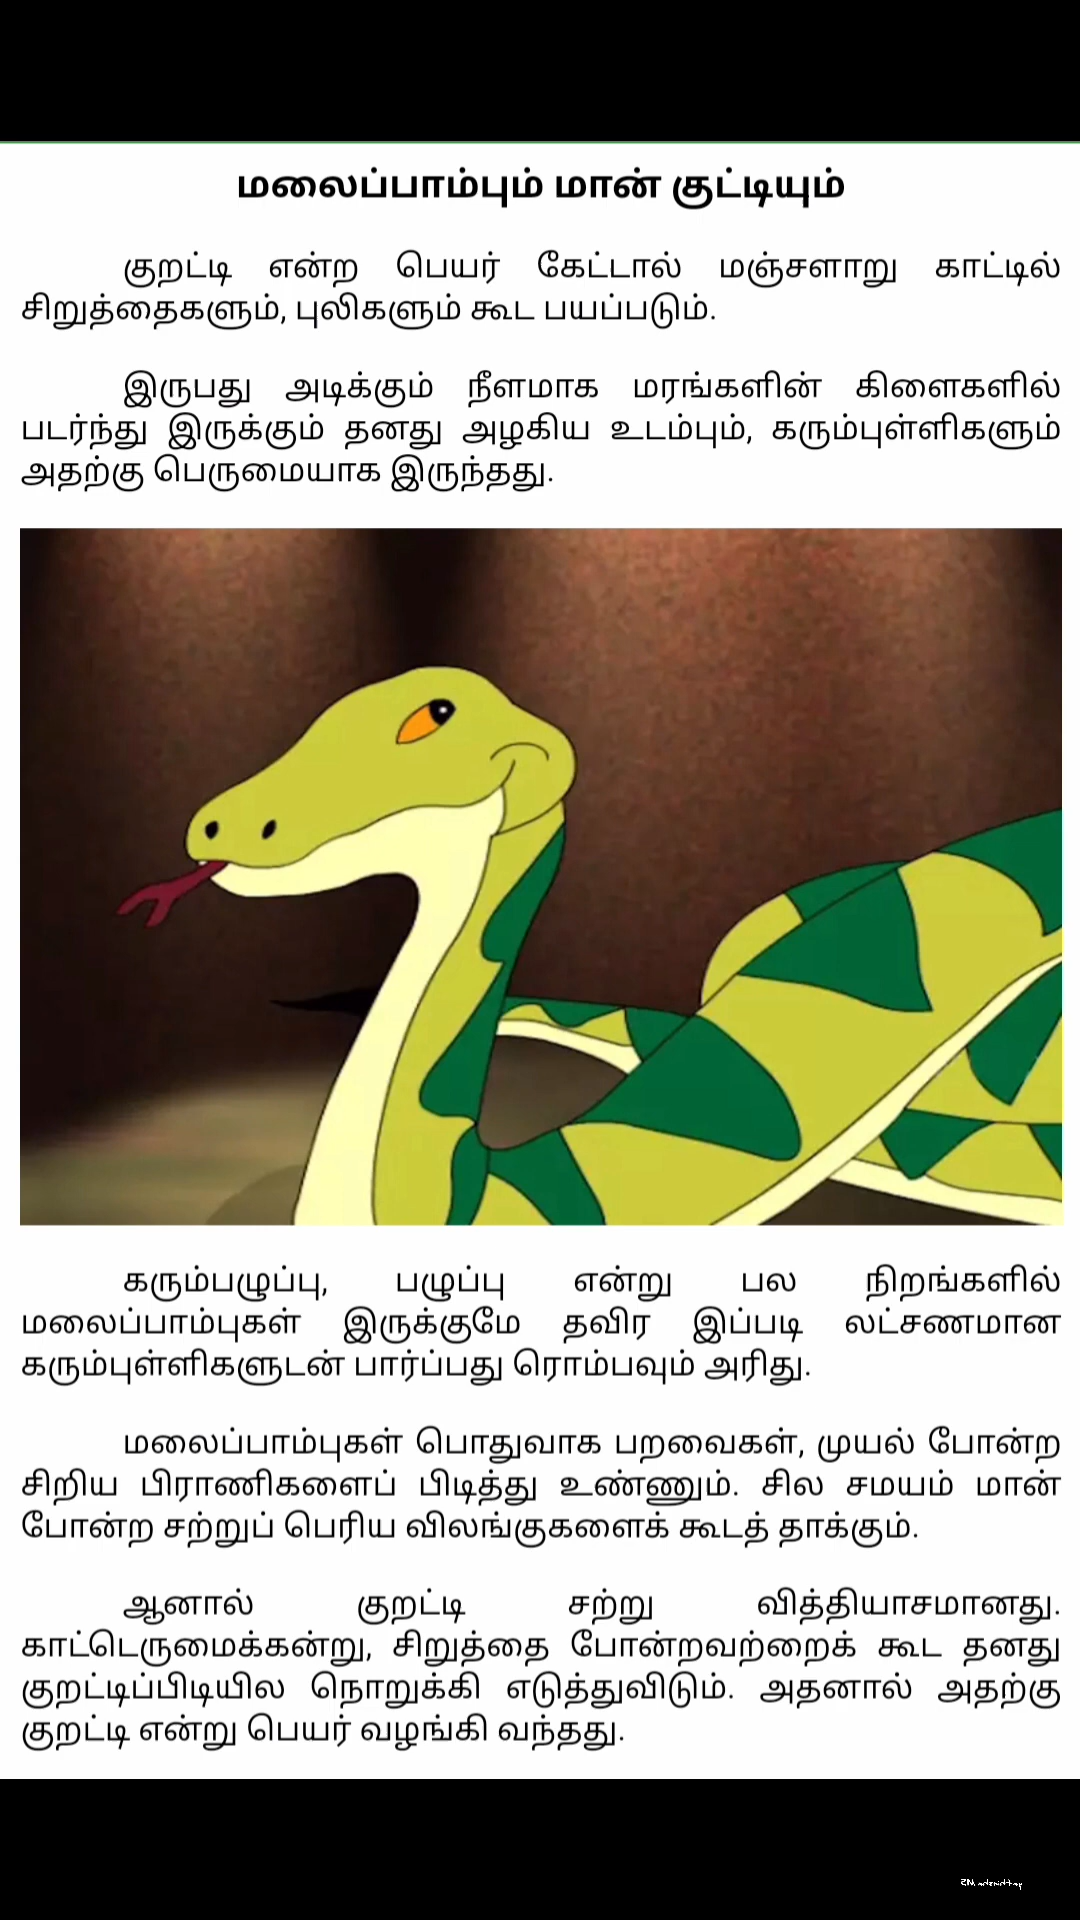 மலைப்பாம்பும் மான் குட்டியும்
குறட்டி என்ற பெயர் கேட்டால் மஞ்சளாறு காட்டில்
சிறுத்தைகளும், புலிகளும் கூட பயப்படும்.
இருபது அடிக்கும் நீளமாக மரங்களின் கிளைகளில்
படர்ந்து இருக்கும் தனது அழகிய உடம்பும், கரும்புள்ளிகளும்
அதற்கு பெருமையாக இருந்தது.
கரும்பழுப்பு, பழுப்பு என்று பல நிறங்களில்
மலைப்பாம்புகள் இருக்குமே தவிர இப்படி லட்சணமான
கரும்புள்ளிகளுடன் பார்ப்பது ரொம்பவும் அரிது.
மலைப்பாம்புகள் பொதுவாக பறவைகள், முயல் போன்ற
சிறிய பிராணிகளைப் பிடித்து உண்ணும். சில சமயம் மான்
போன்ற சற்றுப் பெரிய விலங்குகளைக் கூடத் தாக்கும்.
ஆனால் குறட்டி சற்று வித்தியாசமானது.
காட்டெருமைக்கன்று, சிறுத்தை போன்றவற்றைக் கூட தனது
குறட்டிப்பிடியில நொறுக்கி எடுத்துவிடும். அதனால் அதற்கு
குறட்டி என்று பெயர் வழங்கி வந்தது.